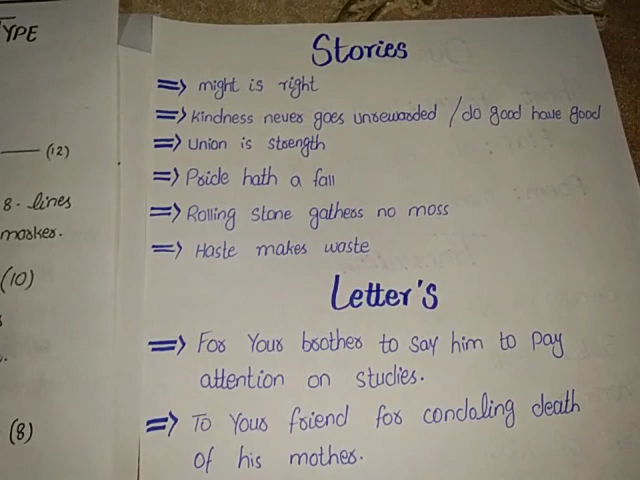 YPE
(12)
8- lines
marker.
(10)
(8)
Stories
⇒ might is right
⇒ Kindness never goes unrewarded / do good have good
⇒ Union is strength
⇒ Pride hath a fall
⇒ Rolling stone gathers no moss
⇒ Haste makes waste
Letter's
⇒ For Your brother to say him to pay
attention on studies.
⇒ To Your friend for condoling death
of his mother.